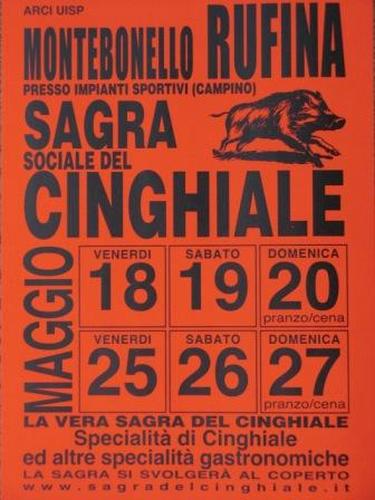 ARCI UISP
MONTEBONELLO RUFINA
PRESSO IMPIANTI SPORTIVI (CAMPINO)
SAGRA
SOCIALE DEL
CINGHIALE
MAGGIO
VENERDI SABATO DOMENICA
18 19 20
pranzo/cena
VENERDI SABATO DOMENICA
25 26 27
pranzo/cena
LA VERA SAGRA DEL CINGHIALE
Specialità di Cinghiale
ed altre specialità gastronomiche
LA SAGRA SI SVOLGERÀ AL COPERTO
www.sagradelcinghiale.it